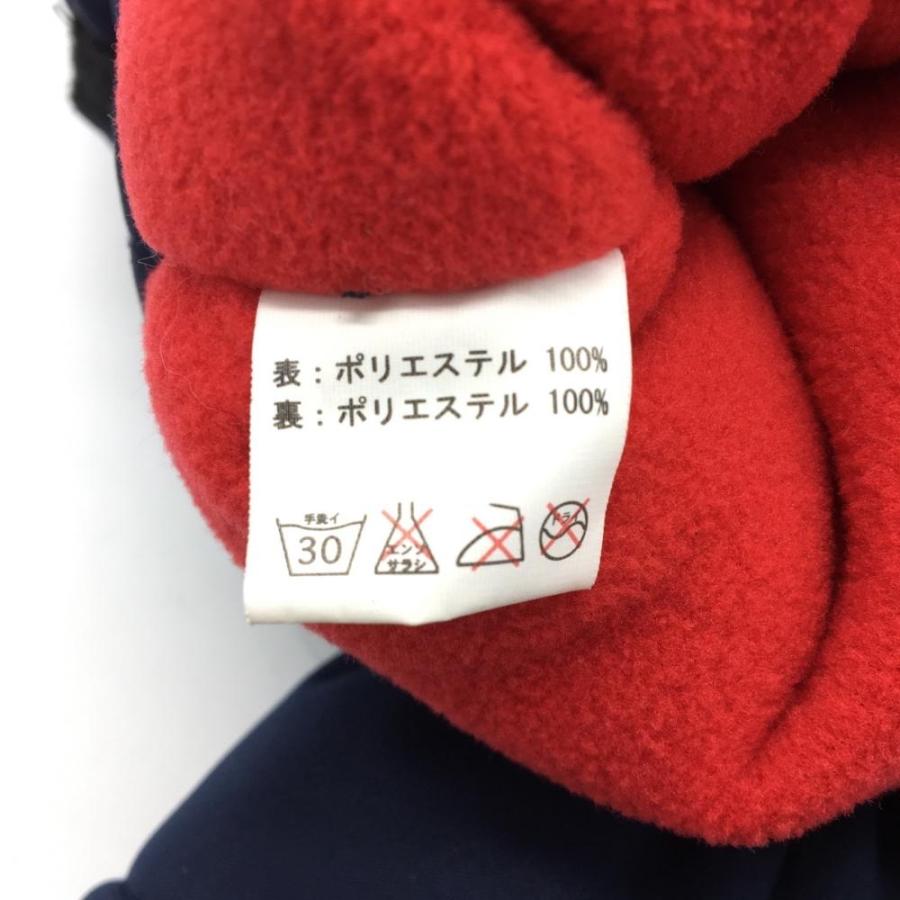 表：ポリエステル 100%
裏：ポリエステル 100%
手洗イ
30
エンソ
サラシ
ドライ